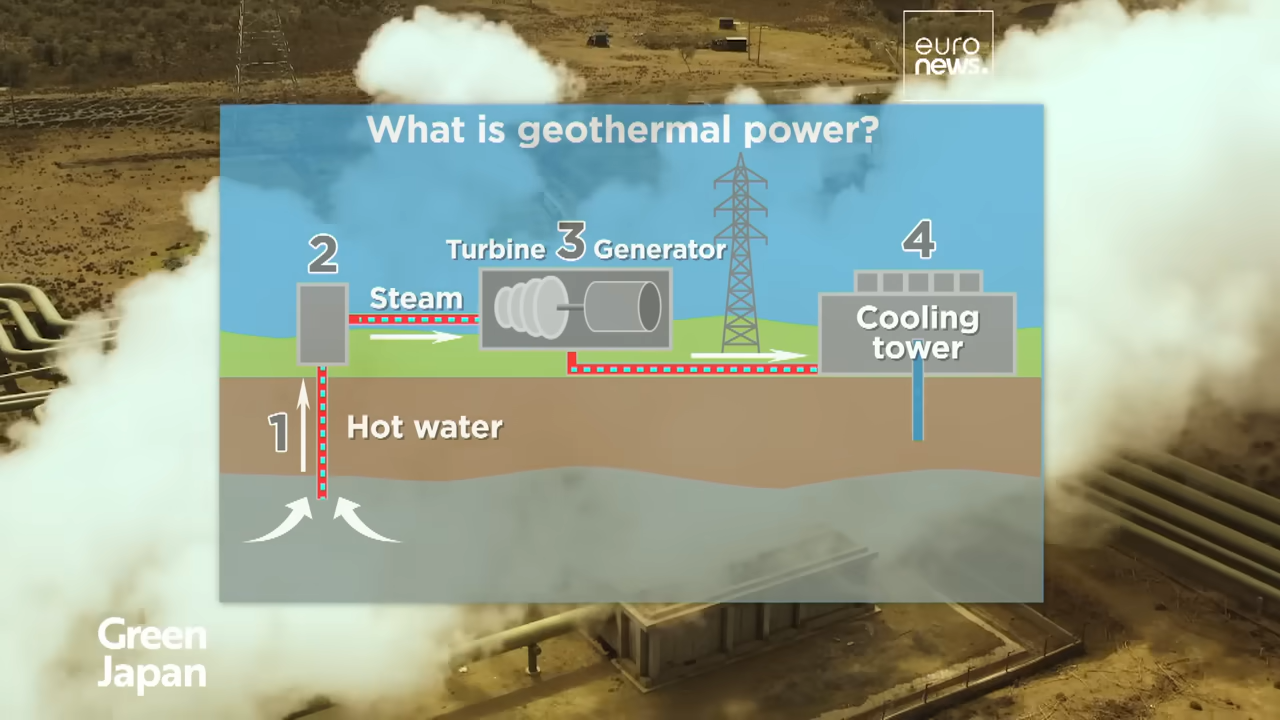 euro
news.
What is geothermal power?
2
Turbine 3 Generator
4
Steam
Cooling
tower
1
Hot water
Green
Japan